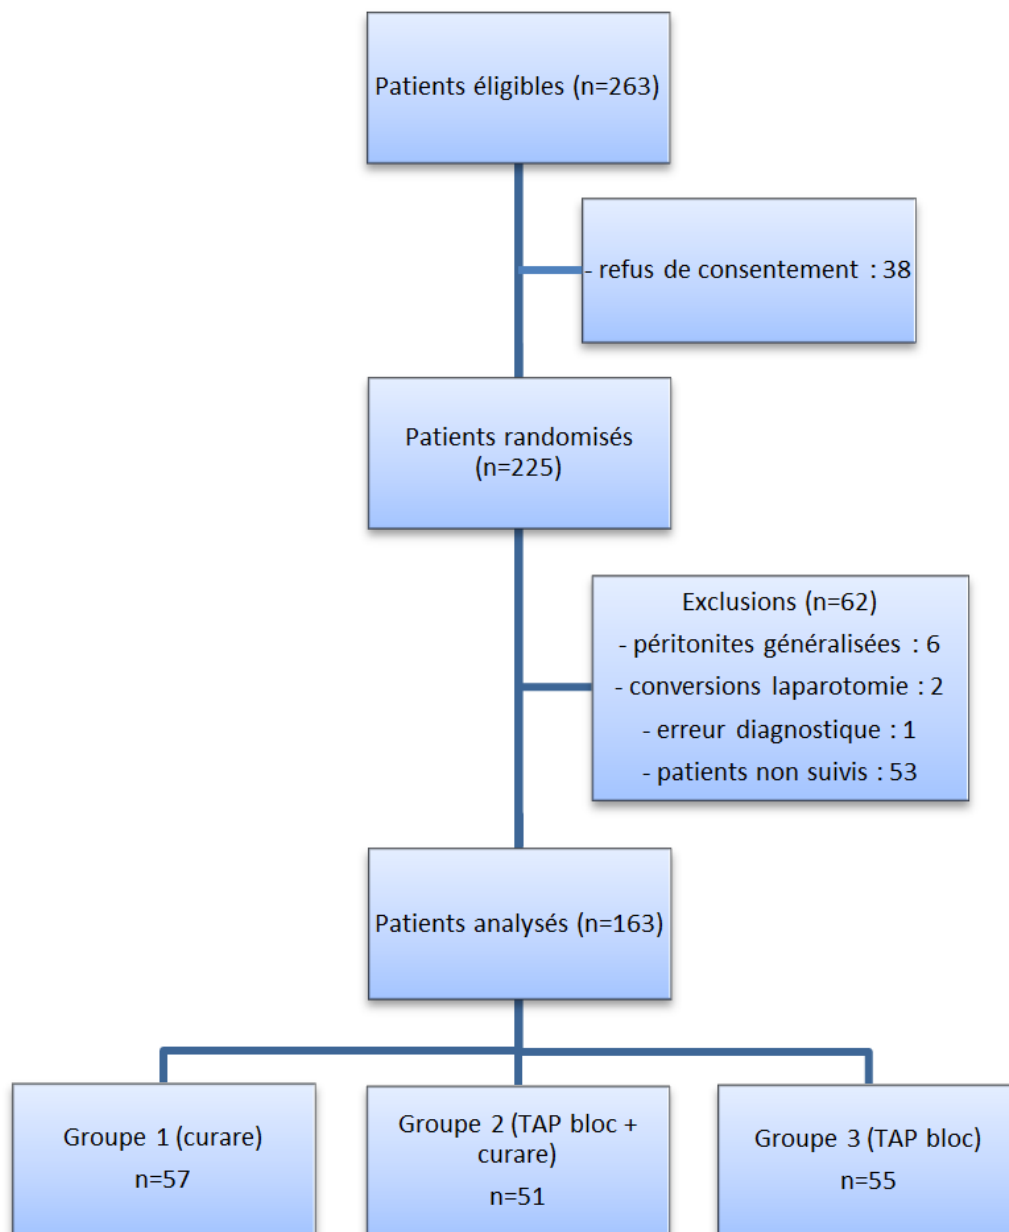 Patients éligibles (n=263)
- refus de consentement : 38
Patients randomisés
(n=225)
Exclusions (n=62)
- péritonites généralisées : 6
- conversions laparotomie : 2
- erreur diagnostique : 1
- patients non suivis : 53
Patients analysés (n=163)
Groupe 1 (curare)
n=57
Groupe 2 (TAP bloc +
curare)
n=51
Groupe 3 (TAP bloc)
n=55